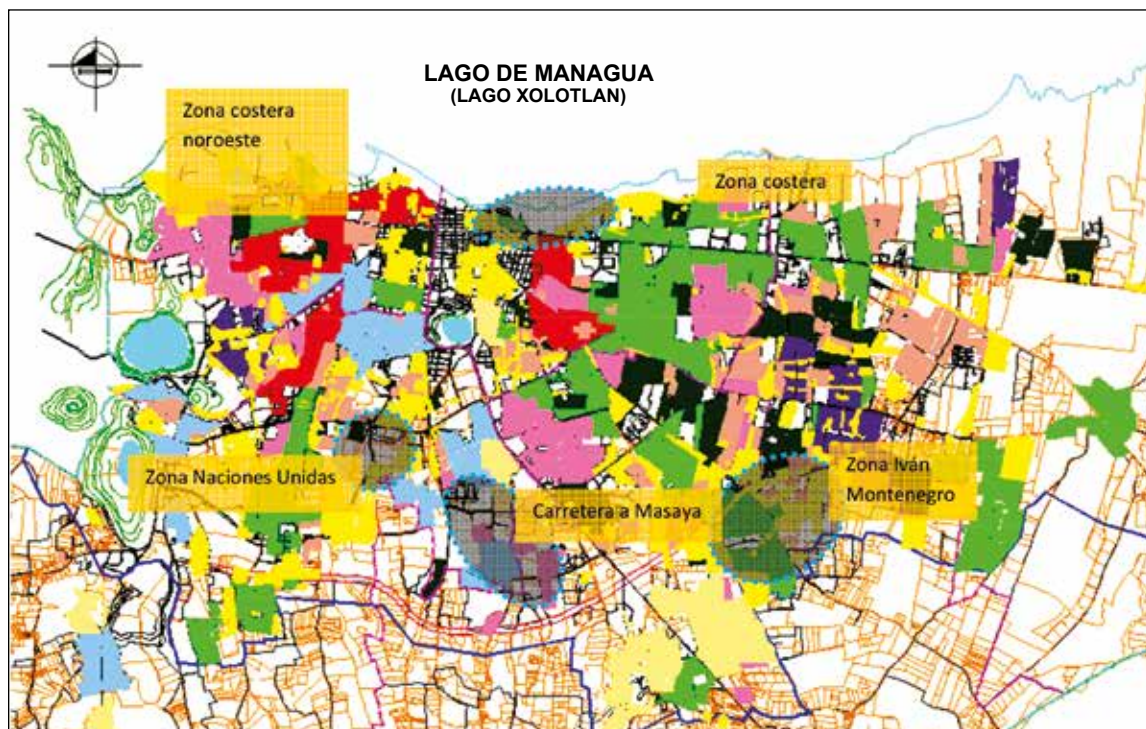 LAGO DE MANAGUA
(LAGO XOLOTLAN)
Zona costera
noroeste
Zona costera
Zona Naciones Unidas
Carretera a Masaya
Zona Iván
Montenegro